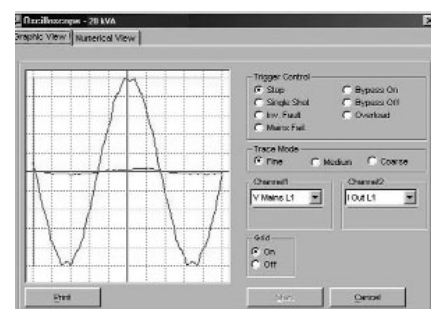 Oscilloscope - 20 kVA
Graphic View Numerical View
Trigger Control
Stop Bypass On
Single Shot Bypass Off
Inv. Fault Overload
Mains Fail
Trace Mode
Fine Medium Coarse
Channel1 Channel2
V Mains L1 I Out L1
Grid
On
Off
Print Cancel